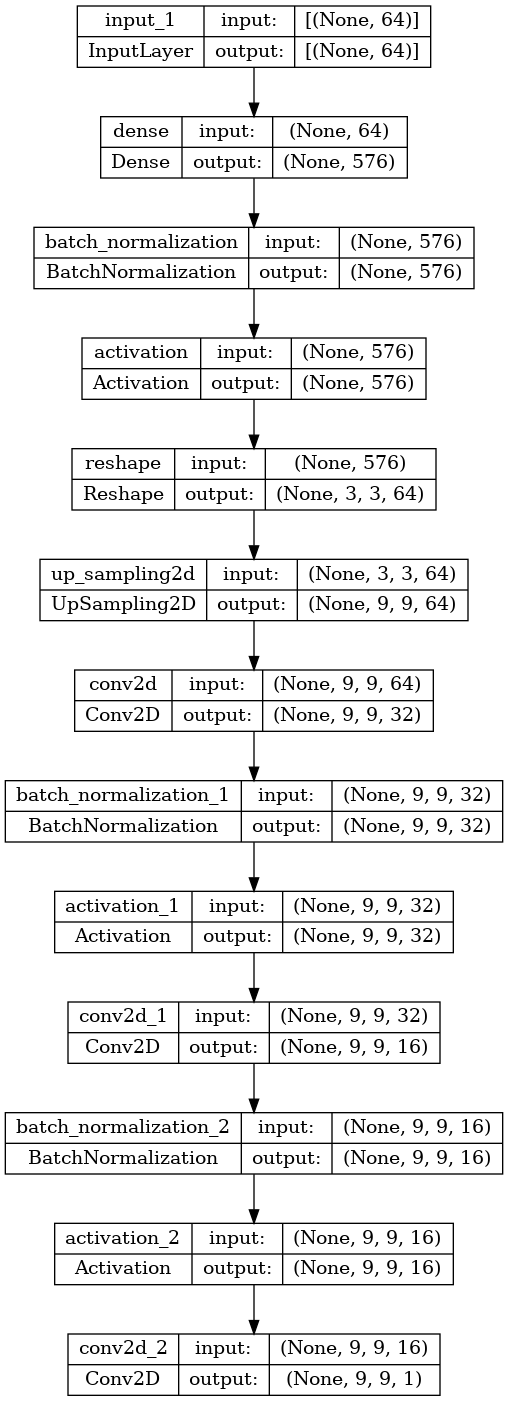 input_1 input: [(None, 64)]
InputLayer output: [(None, 64)]
dense input: (None, 64)
Dense output: (None, 576)
batch_normalization input: (None, 576)
BatchNormalization output: (None, 576)
activation input: (None, 576)
Activation output: (None, 576)
reshape input: (None, 576)
Reshape output: (None, 3, 3, 64)
up_sampling2d input: (None, 3, 3, 64)
UpSampling2D output: (None, 9, 9, 64)
conv2d input: (None, 9, 9, 64)
Conv2D output: (None, 9, 9, 32)
batch_normalization_1 input: (None, 9, 9, 32)
BatchNormalization output: (None, 9, 9, 32)
activation_1 input: (None, 9, 9, 32)
Activation output: (None, 9, 9, 32)
conv2d_1 input: (None, 9, 9, 32)
Conv2D output: (None, 9, 9, 16)
batch_normalization_2 input: (None, 9, 9, 16)
BatchNormalization output: (None, 9, 9, 16)
activation_2 input: (None, 9, 9, 16)
Activation output: (None, 9, 9, 16)
conv2d_2 input: (None, 9, 9, 16)
Conv2D output: (None, 9, 9, 1)